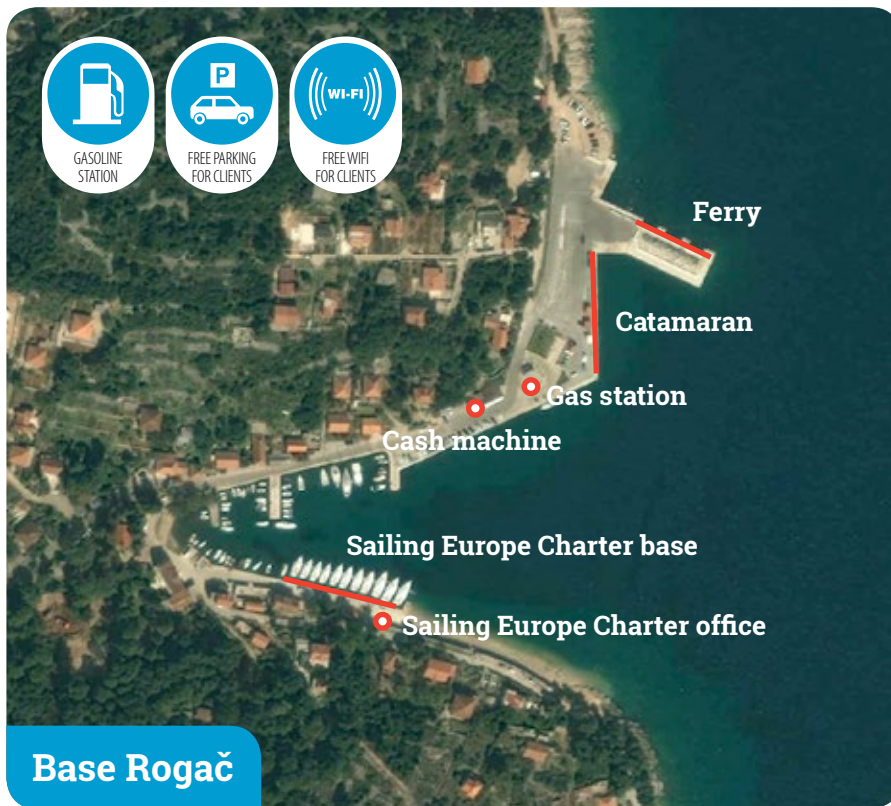 P
WI-FI
GASOLINE
STATION
FREE PARKING
FOR CLIENTS
FREE WIFI
FOR CLIENTS
Ferry
Catamaran
Gas station
Cash machine
Sailing Europe Charter base
Sailing Europe Charter office
Base Rogač